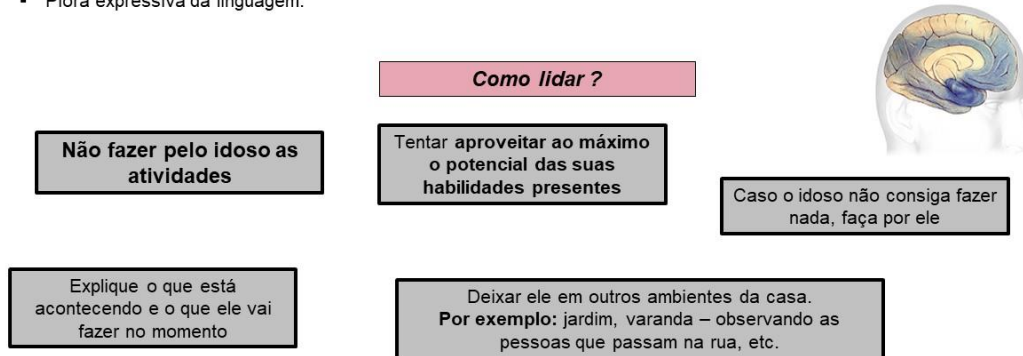 ▪ Piora expressiva da linguagem.
Como lidar ?
Não fazer pelo idoso as
atividades
Tentar aproveitar ao máximo
o potencial das suas
habilidades presentes
Caso o idoso não consiga fazer
nada, faça por ele
Explique o que está
acontecendo e o que ele vai
fazer no momento
Deixar ele em outros ambientes da casa.
Por exemplo: jardim, varanda – observando as
pessoas que passam na rua, etc.